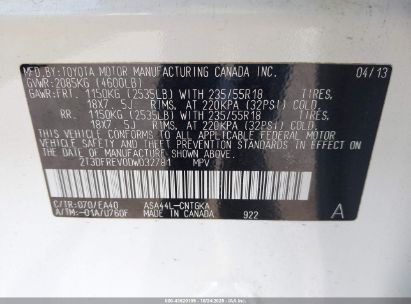 MFD. BY:TOYOTA MOTOR MANUFACTURING CANADA INC. 04/13
GVWR: 2085KG (4600LB)
GAWR:FRT. 1150KG (2535LB) WITH 235/55R18 TIRES,
18X7. 5J RIMS, AT 220KPA (32PSI) COLD.
RR. 1150KG (2535LB) WITH 235/55R18 TIRES,
18X7. 5J RIMS, AT 220KPA (32PSI) COLD.
THIS VEHICLE CONFORMS TO ALL APPLICABLE FEDERAL MOTOR
VEHICLE SAFETY AND THEFT PREVENTION STANDARDS IN EFFECT
ON THE DATE OF MANUFACTURE SHOWN ABOVE.
2T3DFREV0DW032781 MPV
C/TR:070/EA40 ASA44L-CNTGKA
A/TM:-01A/U760F MADE IN CANADA 922 A